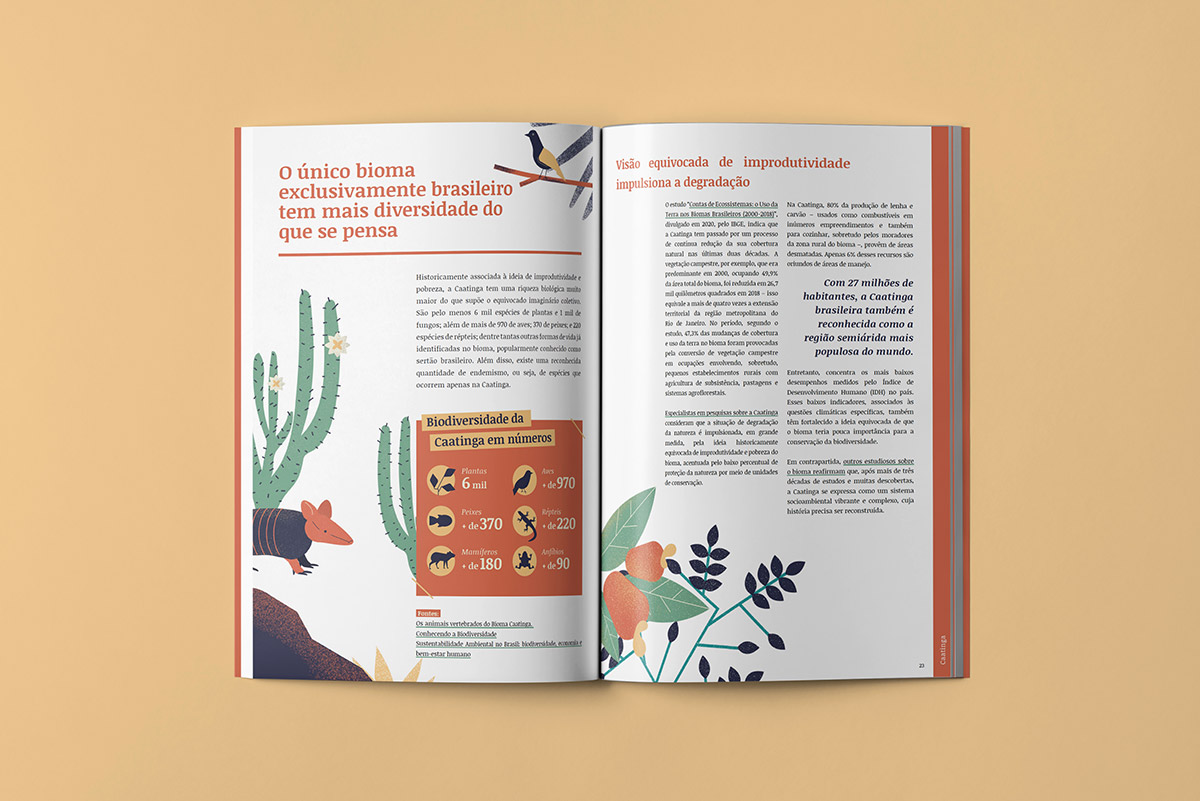 O único bioma
exclusivamente brasileiro
tem mais diversidade do
que se pensa
Historicamente associada à ideia de improdutividade e
pobreza, a Caatinga tem uma riqueza biológica muito
maior do que supõe o equivocado imaginário coletivo.
São pelo menos 6 mil espécies de plantas e 1 mil de
fungos; além de mais de 970 de aves; 370 de peixes; e 220
espécies de répteis; dentre tantas outras formas de vida já
identificadas no bioma, popularmente conhecido como
sertão brasileiro. Além disso, existe uma reconhecida
quantidade de endemismo, ou seja, de espécies que
ocorrem apenas na Caatinga.
Biodiversidade da
Caatinga em números
Plantas
6 mil
Aves
+ de 970
Peixes
+ de 370
Répteis
+ de 220
Mamíferos
+ de 180
Anfíbios
+ de 90
Fontes:
Os animais vertebrados do Bioma Caatinga,
Conhecendo a Biodiversidade
Sustentabilidade Ambiental no Brasil: biodiversidade, economia e
bem-estar humano
Visão equivocada de improdutividade
impulsiona a degradação
O estudo "Contas de Ecossistemas: o Uso da
Terra nos Biomas Brasileiros (2000-2018)",
divulgado em 2020, pelo IBGE, indica que
a Caatinga tem passado por um processo
de contínua redução da sua cobertura
natural nas últimas duas décadas. A
vegetação campestre, por exemplo, que era
predominante em 2000, ocupando 49,9%
da área total do bioma, foi reduzida em 26,7
mil quilômetros quadrados em 2018 – isso
equivale a mais de quatro vezes a extensão
territorial da região metropolitana do
Rio de Janeiro. No período, segundo o
estudo, 47,3% das mudanças de cobertura
e uso da terra no bioma foram provocadas
pela conversão de vegetação campestre
em ocupações envolvendo, sobretudo,
pequenos estabelecimentos rurais com
agricultura de subsistência, pastagens e
sistemas agroflorestais.
Especialistas em pesquisas sobre a Caatinga
consideram que a situação de degradação
da natureza é impulsionada, em grande
medida, pela ideia historicamente
equivocada de improdutividade e pobreza do
bioma, acentuada pelo baixo percentual de
proteção da natureza por meio de unidades
de conservação.
Na Caatinga, 80% da produção de lenha e
carvão – usados como combustíveis em
inúmeros empreendimentos e também
para cozinhar, sobretudo pelos moradores
da zona rural do bioma –, provêm de áreas
desmatadas. Apenas 6% desses recursos são
oriundos de áreas de manejo.
Com 27 milhões de
habitantes, a Caatinga
brasileira também é
reconhecida como a
região semiárida mais
populosa do mundo.
Entretanto, concentra os mais baixos
desempenhos medidos pelo Índice de
Desenvolvimento Humano (IDH) no país.
Esses baixos indicadores, associados às
questões climáticas específicas, também
têm fortalecido a ideia equivocada de que
o bioma teria pouca importância para a
conservação da biodiversidade.
Em contrapartida, outros estudiosos sobre
o bioma reafirmam que, após mais de três
décadas de estudos e muitas descobertas,
a Caatinga se expressa como um sistema
socioambiental vibrante e complexo, cuja
história precisa ser reconstruída.
23
Caatinga